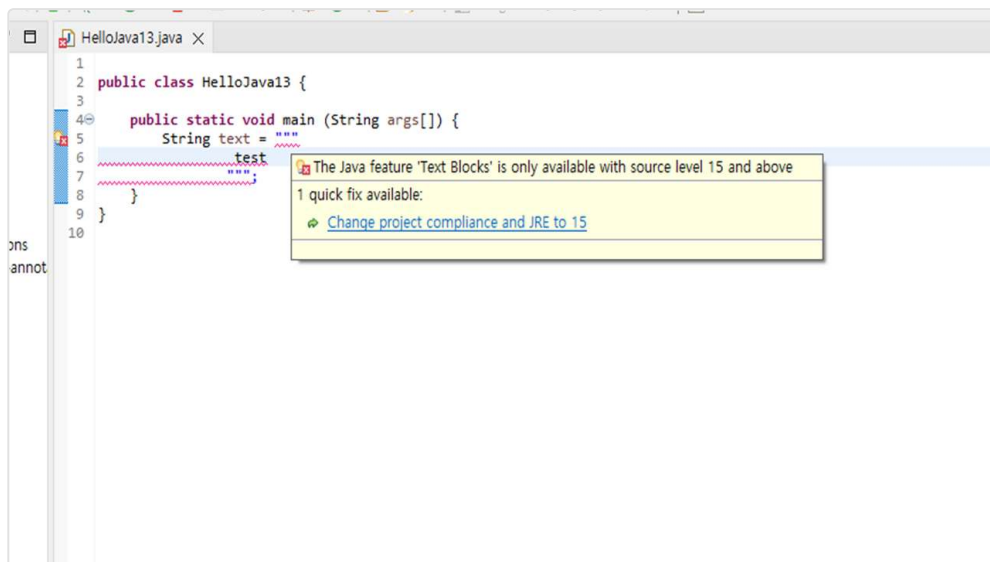 HelloJava13.java
1
2 public class HelloJava13 {
3
4 public static void main (String args[]) {
5 String text = """
6 test
7 """;
8 }
9 }
10
The Java feature 'Text Blocks' is only available with source level 15 and above
1 quick fix available:
Change project compliance and JRE to 15
ons
annot